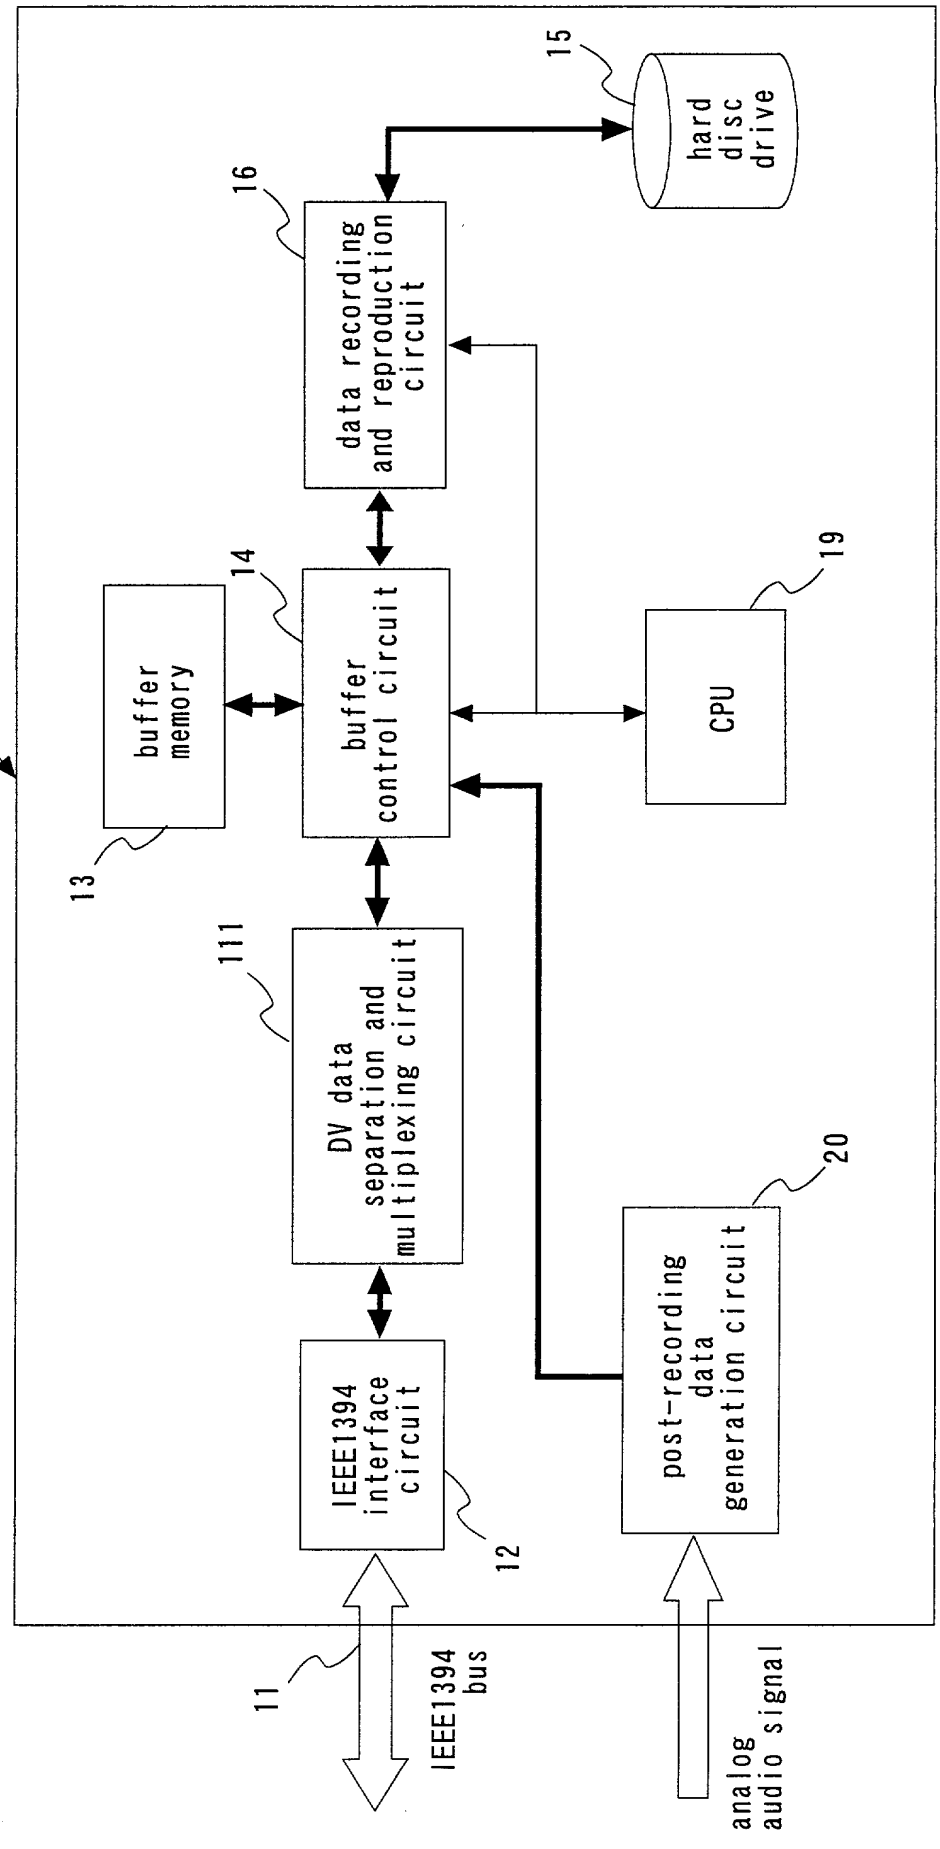 13
buffer
memory
111
14
16
15
11
IEEE1394
bus
IEEE1394
interface
circuit
12
DV data
separation and
multiplexing circuit
buffer
control circuit
data recording
and reproduction
circuit
hard
disc
drive
analog
audio signal
post-recording
data
generation circuit
20
CPU
19